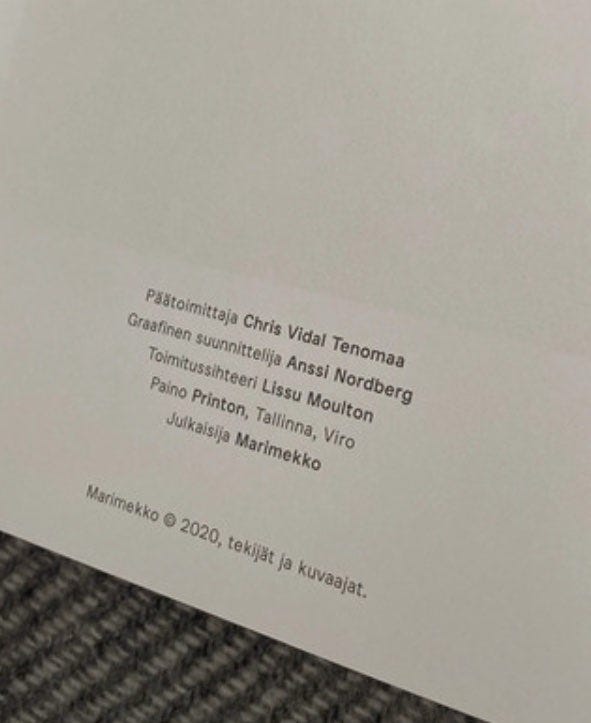 Päätoimittaja Chris Vidal Tenomaa
Graafinen suunnittelija Anssi Nordberg
Toimitussihteeri Lissu Moulton
Paino Printon, Tallinna, Viro
Julkaisija Marimekko
Marimekko © 2020, tekijät ja kuvaajat.